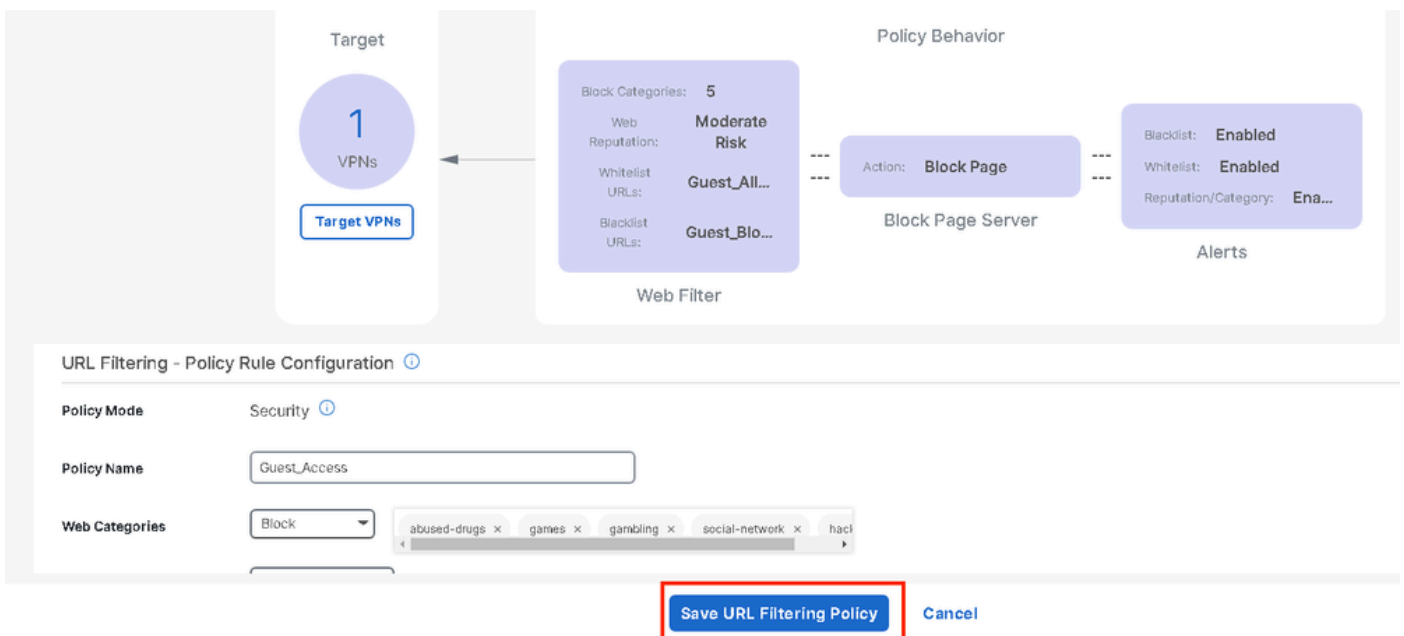 Target
Policy Behavior
1
VPNs
Target VPNs
Block Categories: 5
Web Reputation: Moderate Risk
Whitelist URLs: Guest_All...
Blacklist URLs: Guest_Blo...
Web Filter
Action: Block Page
Block Page Server
Blacklist: Enabled
Whitelist: Enabled
Reputation/Category: Ena...
Alerts
URL Filtering - Policy Rule Configuration
Policy Mode Security
Policy Name Guest_Access
Web Categories Block abused-drugs × games × gambling × social-network × hack
Save URL Filtering Policy Cancel